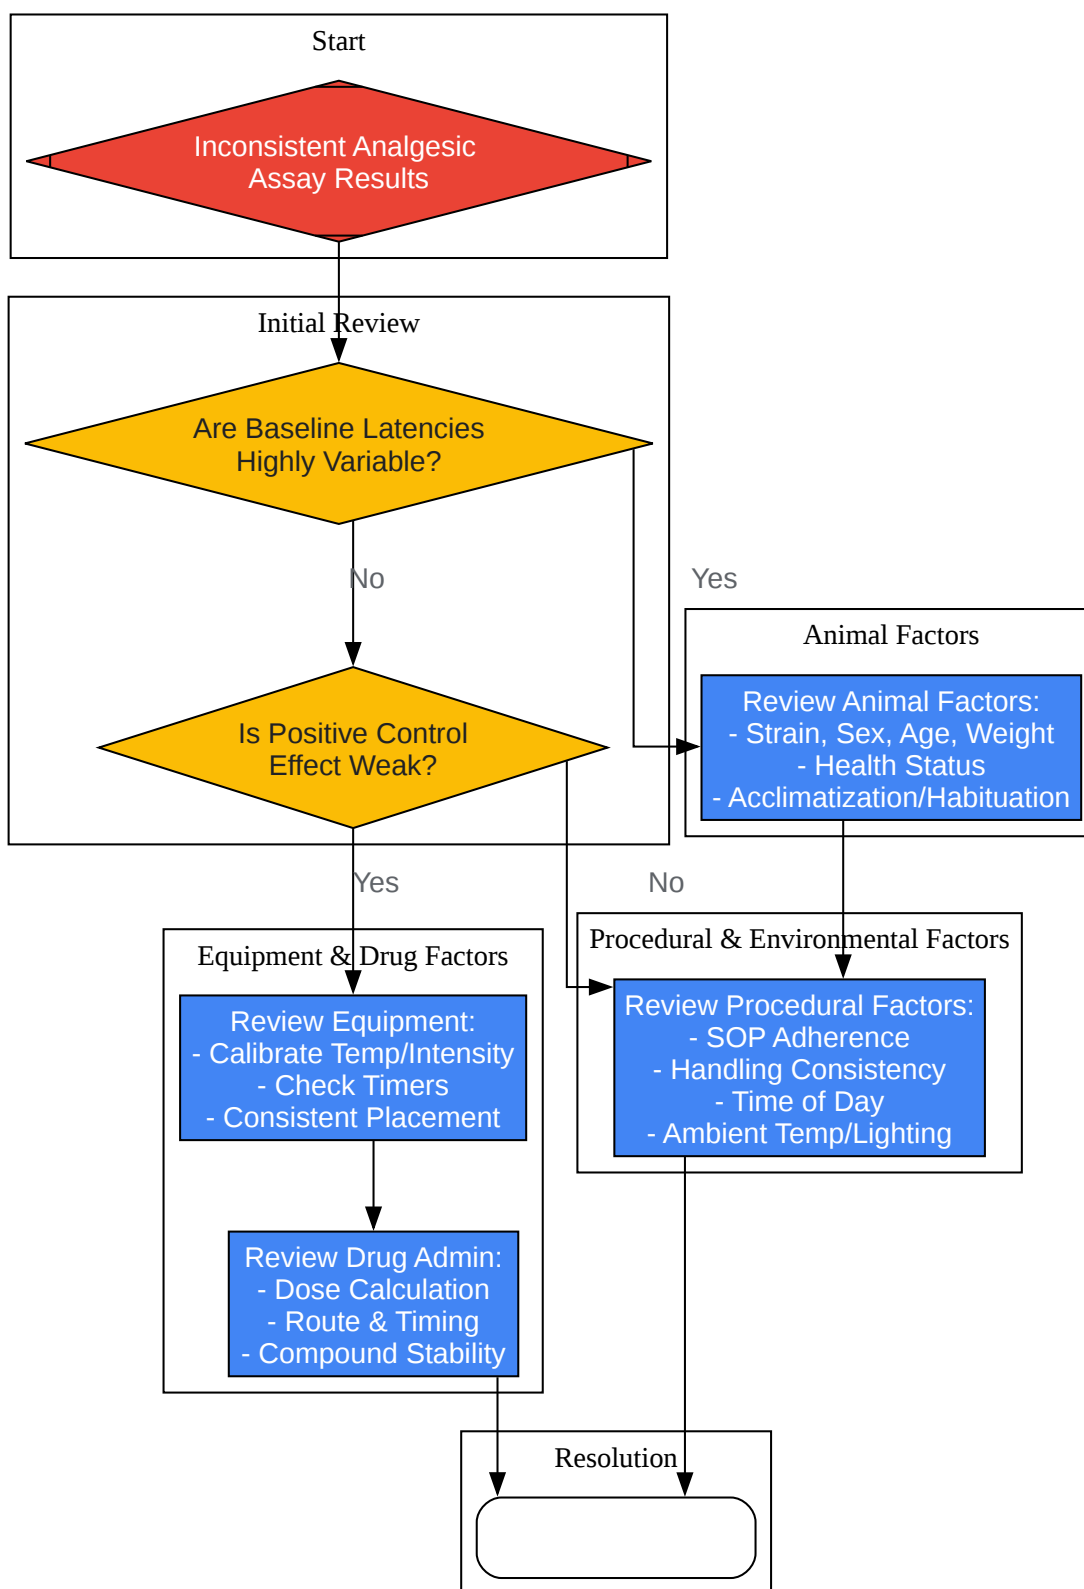 Start
Inconsistent Analgesic
Assay Results
Initial Review
Are Baseline Latencies
Highly Variable?
No
Yes
Animal Factors
Review Animal Factors:
- Strain, Sex, Age, Weight
- Health Status
- Acclimatization/Habituation
Is Positive Control
Effect Weak?
Yes
No
Equipment & Drug Factors
Review Equipment:
- Calibrate Temp/Intensity
- Check Timers
- Consistent Placement
Procedural & Environmental Factors
Review Procedural Factors:
- SOP Adherence
- Handling Consistency
- Time of Day
- Ambient Temp/Lighting
Review Drug Admin:
- Dose Calculation
- Route & Timing
- Compound Stability
Resolution